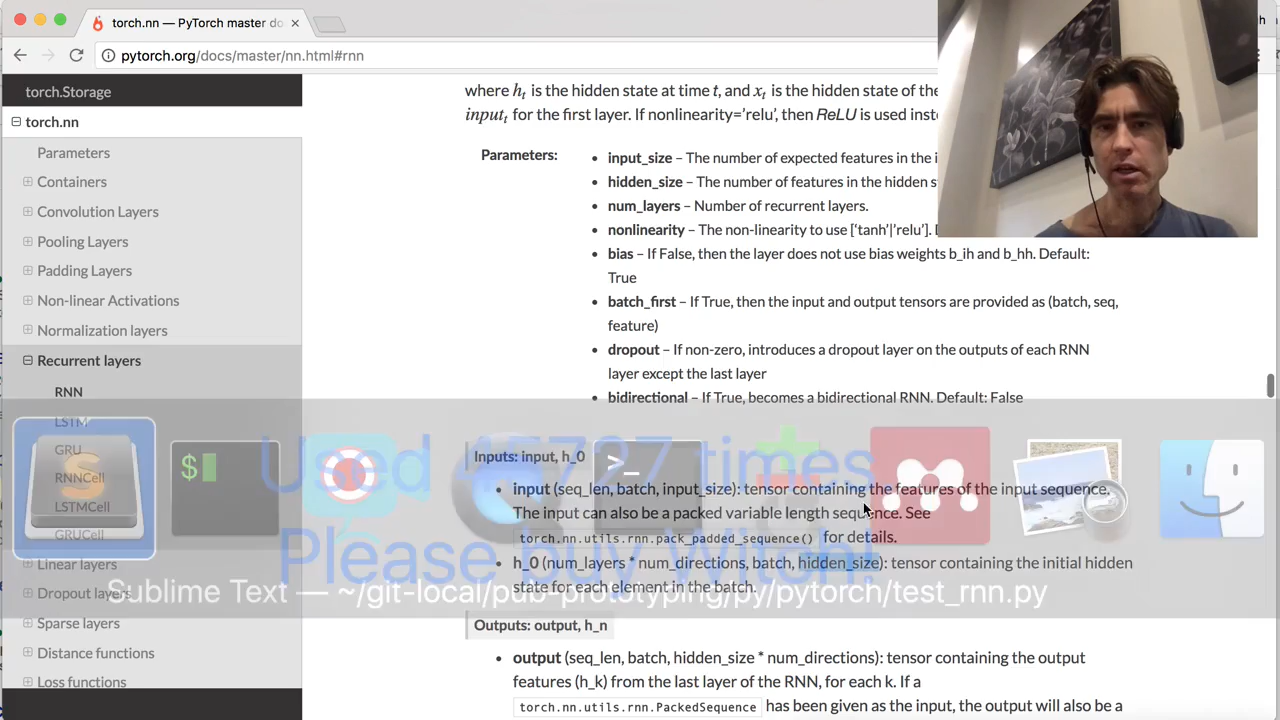 torch.nn — PyTorch master do
pytorch.org/docs/master/nn.html#rnn
torch.Storage
torch.nn
Parameters
Containers
Convolution Layers
Pooling Layers
Padding Layers
Non-linear Activations
Normalization layers
Recurrent layers
RNN
LSTM
GRU
RNNCell
LSTMCell
GRUCell
Linear layers
Dropout layers
Sparse layers
Distance functions
Loss functions
where h_t is the hidden state at time t, and x_t is the hidden state of the
input_t for the first layer. If nonlinearity='relu', then ReLU is used inst
Parameters:
• input_size – The number of expected features in the i
• hidden_size – The number of features in the hidden s
• num_layers – Number of recurrent layers.
• nonlinearity – The non-linearity to use ['tanh'|'relu'].
• bias – If False, then the layer does not use bias weights b_ih and b_hh. Default:
True
• batch_first – If True, then the input and output tensors are provided as (batch, seq,
feature)
• dropout – If non-zero, introduces a dropout layer on the outputs of each RNN
layer except the last layer
• bidirectional – If True, becomes a bidirectional RNN. Default: False
Inputs: input, h_0
• input (seq_len, batch, input_size): tensor containing the features of the input sequence.
The input can also be a packed variable length sequence. See
torch.nn.utils.rnn.pack_padded_sequence() for details.
• h_0 (num_layers * num_directions, batch, hidden_size): tensor containing the initial hidden
state for each element in the batch.
Outputs: output, h_n
• output (seq_len, batch, hidden_size * num_directions): tensor containing the output
features (h_k) from the last layer of the RNN, for each k. If a
torch.nn.utils.rnn.PackedSequence has been given as the input, the output will also be a
$
>_
Used times
Please buy Witch!
Sublime Text — ~/git-local/pub-prototyping/py/pytorch/test_rnn.py